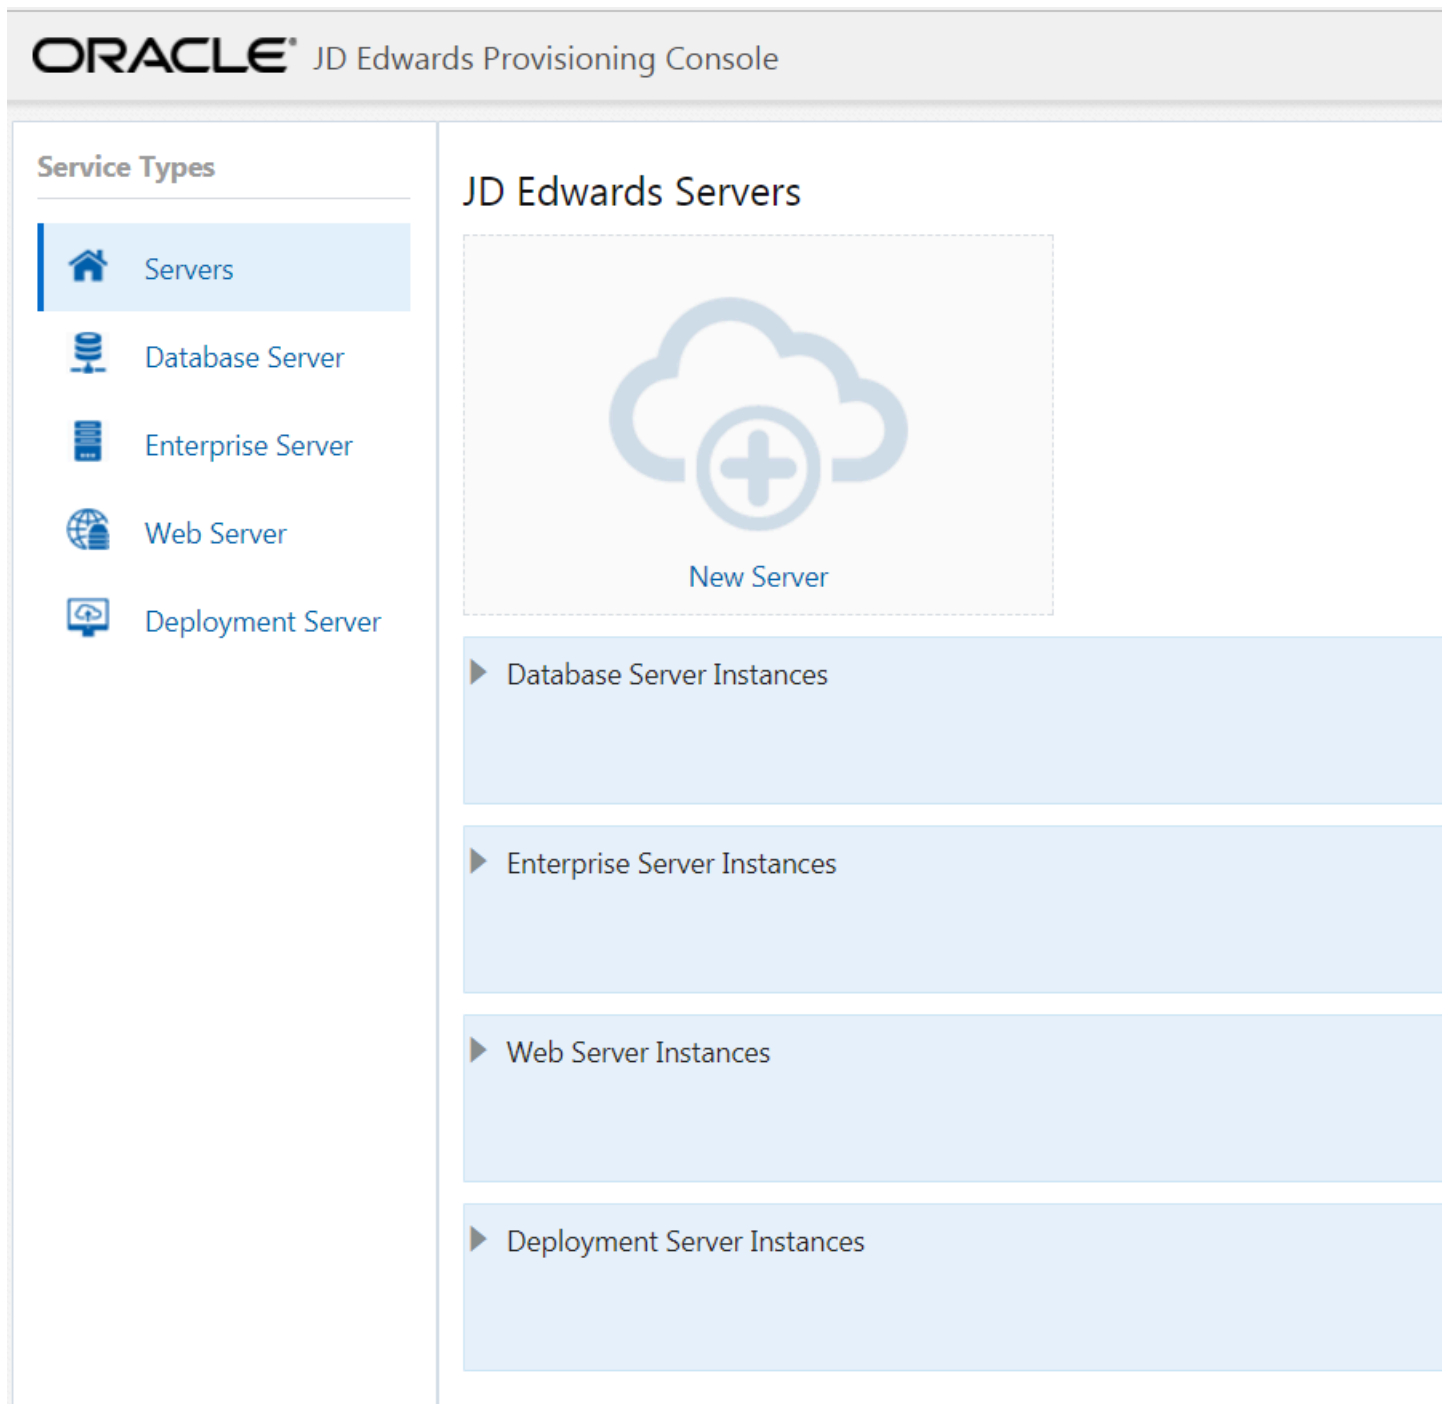 ORACLE® JD Edwards Provisioning Console
Service Types
Servers
Database Server
Enterprise Server
Web Server
Deployment Server
JD Edwards Servers
New Server
Database Server Instances
Enterprise Server Instances
Web Server Instances
Deployment Server Instances